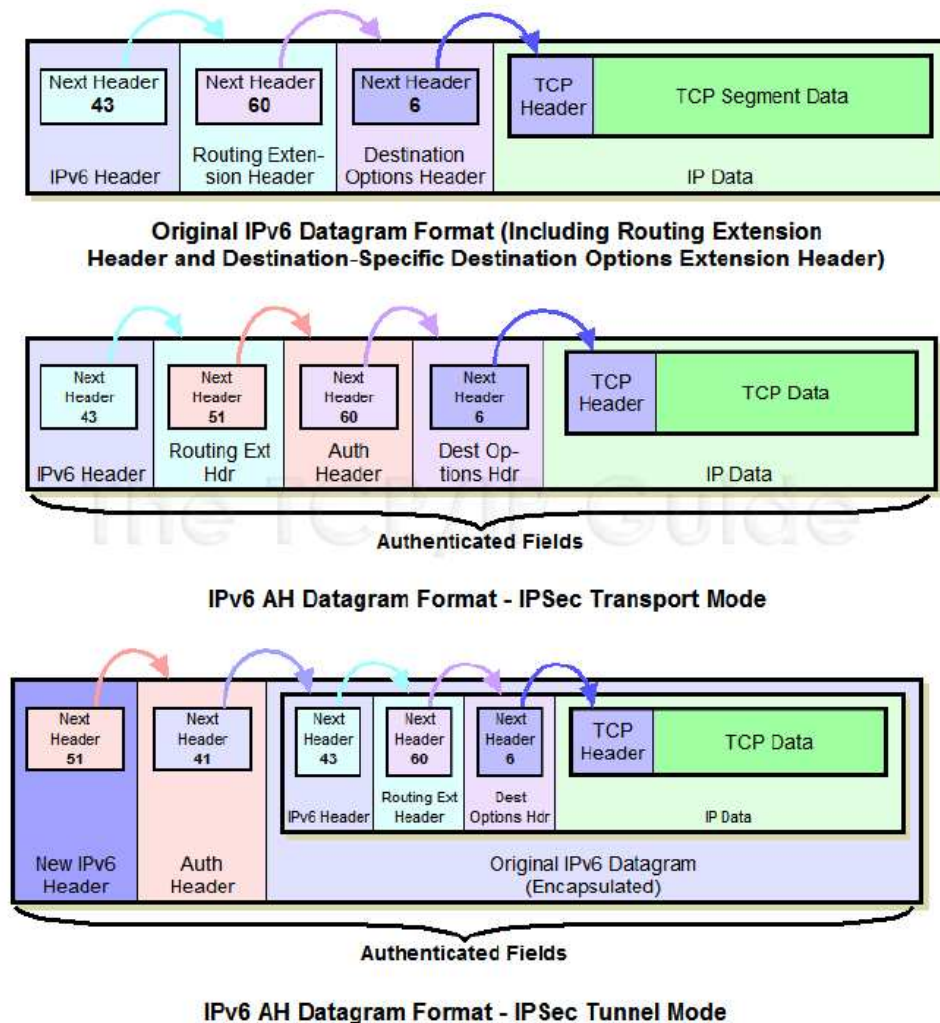 Next Header
43
IPv6 Header
Next Header
60
Routing Exten-
sion Header
Next Header
6
Destination
Options Header
TCP
Header
TCP Segment Data
IP Data
Original IPv6 Datagram Format (Including Routing Extension
Header and Destination-Specific Destination Options Extension Header)
Next
Header
43
IPv6 Header
Next
Header
51
Routing Ext
Hdr
Next
Header
60
Auth
Header
Next
Header
6
Dest Op-
tions Hdr
TCP
Header
TCP Data
IP Data
The TCP/IP Guide
Authenticated Fields
IPv6 AH Datagram Format - IPSec Transport Mode
Next
Header
51
New IPv6
Header
Next
Header
41
Auth
Header
Next
Header
43
IPv6 Header
Next
Header
60
Routing Ext
Header
Next
Header
6
Dest
Options Hdr
TCP
Header
TCP Data
IP Data
Original IPv6 Datagram
(Encapsulated)
Authenticated Fields
IPv6 AH Datagram Format - IPSec Tunnel Mode